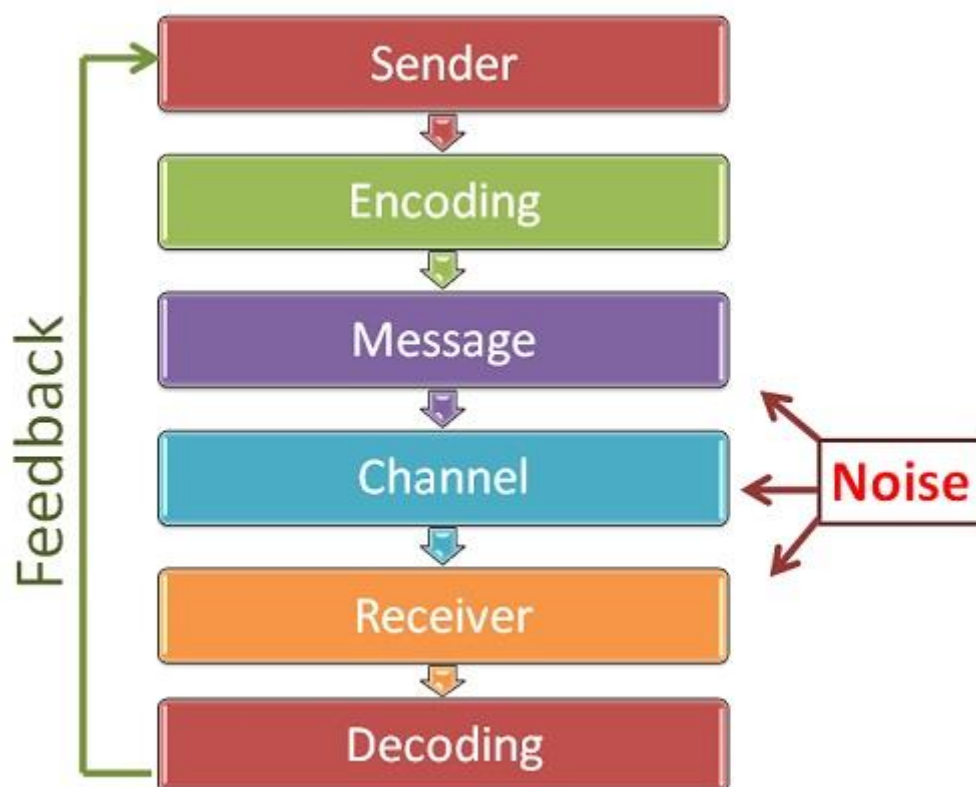 Sender
Encoding
Message
Channel
Receiver
Decoding
Feedback
Noise